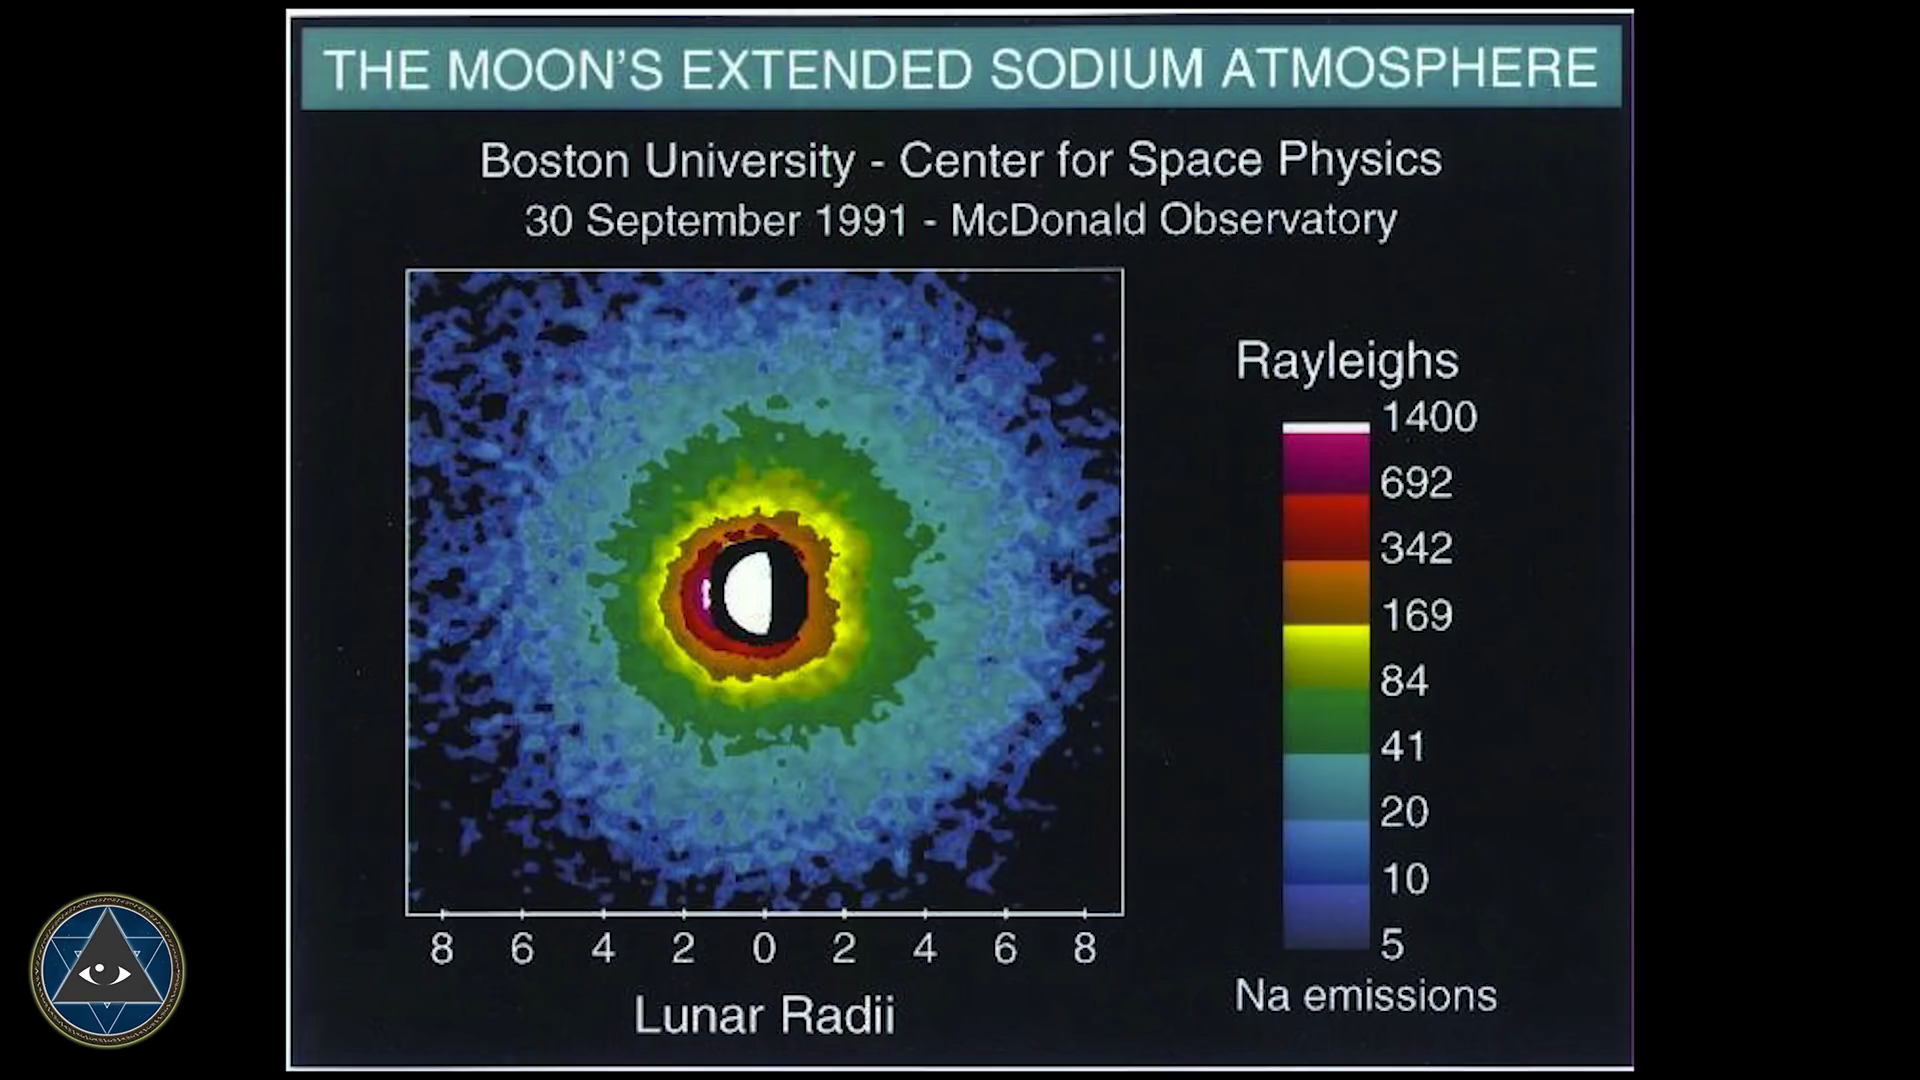 THE MOON'S EXTENDED SODIUM ATMOSPHERE
Boston University - Center for Space Physics
30 September 1991 - McDonald Observatory
Rayleighs
1400
692
342
169
84
41
20
10
5
Na emissions
8 6 4 2 0 2 4 6 8
Lunar Radii